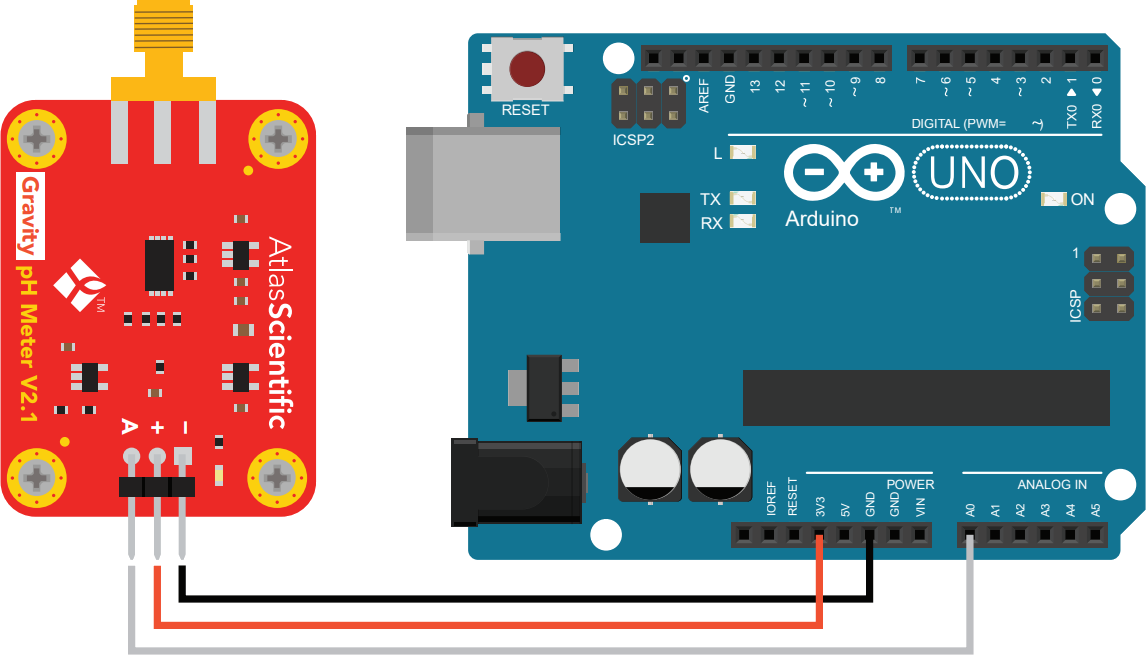 Gravity
pH Meter V2.1
TM
AtlasScientific
A + -
RESET
ICSP2
AREF
GND
13
12
~11
~10
~9
8
7
~6
~5
4
~3
2
TX0 ▶ 1
RX0 ◀ 0
DIGITAL (PWM= ~)
L
TX
RX
UNO
Arduino
TM
ON
1
ICSP
POWER
ANALOG IN
IOREF
RESET
3V3
5V
GND
GND
VIN
A0
A1
A2
A3
A4
A5